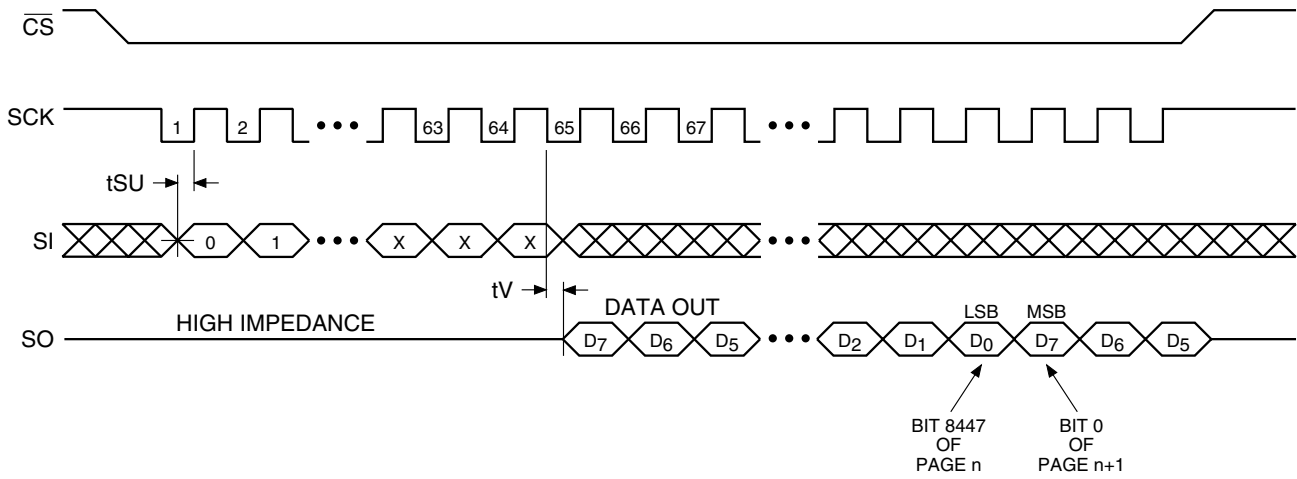 CS
SCK
1 2 63 64 65 66 67
tSU
SI
0 1 X X X
tV
HIGH IMPEDANCE
DATA OUT
LSB MSB
SO
D7 D6 D5 D2 D1 D0 D7 D6 D5
BIT 8447
OF
PAGE n
BIT 0
OF
PAGE n+1